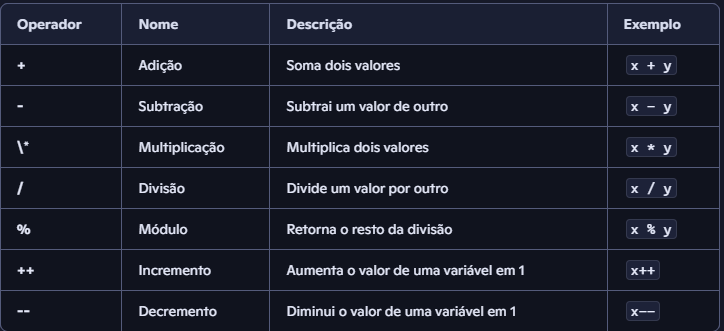 Operador Nome Descrição Exemplo
+ Adição Soma dois valores x + y
- Subtração Subtrai um valor de outro x - y
\* Multiplicação Multiplica dois valores x * y
/ Divisão Divide um valor por outro x / y
% Módulo Retorna o resto da divisão x % y
++ Incremento Aumenta o valor de uma variável em 1 x++
-- Decremento Diminui o valor de uma variável em 1 x--